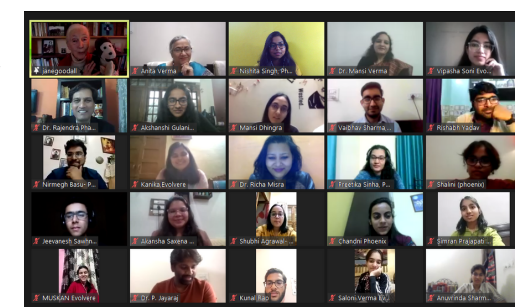 janegoodall
Anita Verma
Nishita Singh, Ph...
Dr. Mansi Verma
Vipasha Soni Evo...
Dr. Rajendra Pha...
Akshanshi Gulani...
Mansi Dhingra
Vaibhav Sharma...
Rishabh Yadav
Nirmegh Basu- P...
Kanika Evolvere
Dr. Richa Misra
Preetika Sinha, P...
Shalini (phoenix)
Jeevanesh Sawnn...
Akansha Saxena ...
Shubhi Agrawal-...
Chandni Phoenix
Simran Prajapati...
MUSKAN Evolvere
Dr. P. Jayaraj
Kunal Rao
Saloni Verma Ev...
Anuvrinda Sharm...